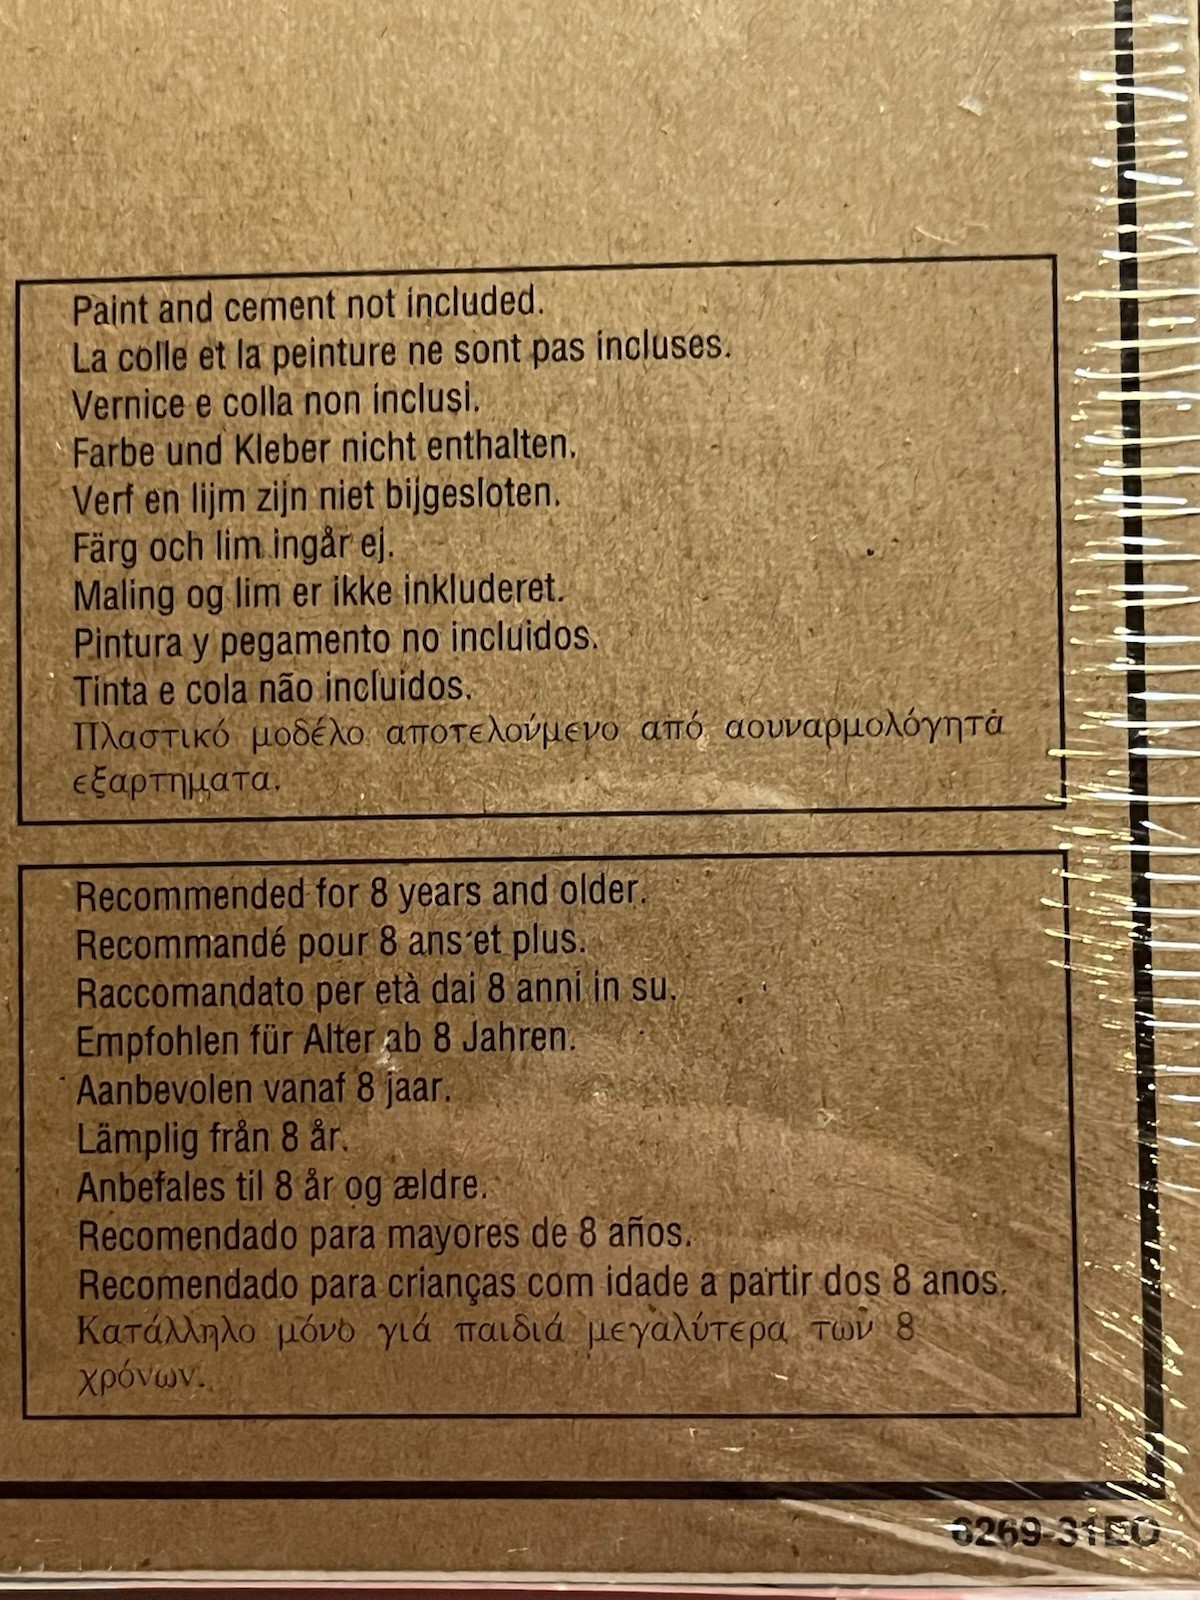 Paint and cement not included.
La colle et la peinture ne sont pas incluses.
Vernice e colla non inclusi.
Farbe und Kleber nicht enthalten.
Verf en lijm zijn niet bijgesloten.
Färg och lim ingår ej.
Maling og lim er ikke inkluderet.
Pintura y pegamento no incluidos.
Tinta e cola não incluidos.
Πλαστικό μοδέλο αποτελούμενο από αουναρμολόγητά
εξαρτηματα.
Recommended for 8 years and older.
Recommandé pour 8 ans et plus.
Raccomandato per età dai 8 anni in su.
Empfohlen für Alter ab 8 Jahren.
Aanbevolen vanaf 8 jaar.
Lämplig från 8 år.
Anbefales til 8 år og ældre.
Recomendado para mayores de 8 años.
Recomendado para crianças com idade a partir dos 8 anos.
Κατάλληλο μόνο γιά παιδιά μεγαλύτερα των 8
χρόνων.
6269-31EO